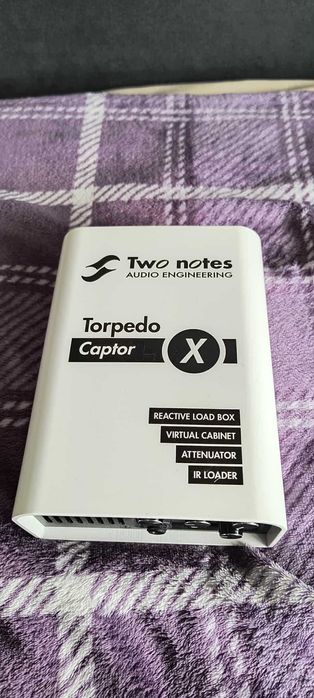 Two notes
AUDIO ENGINEERING
Torpedo
Captor X
REACTIVE LOAD BOX
VIRTUAL CABINET
ATTENUATOR
IR LOADER